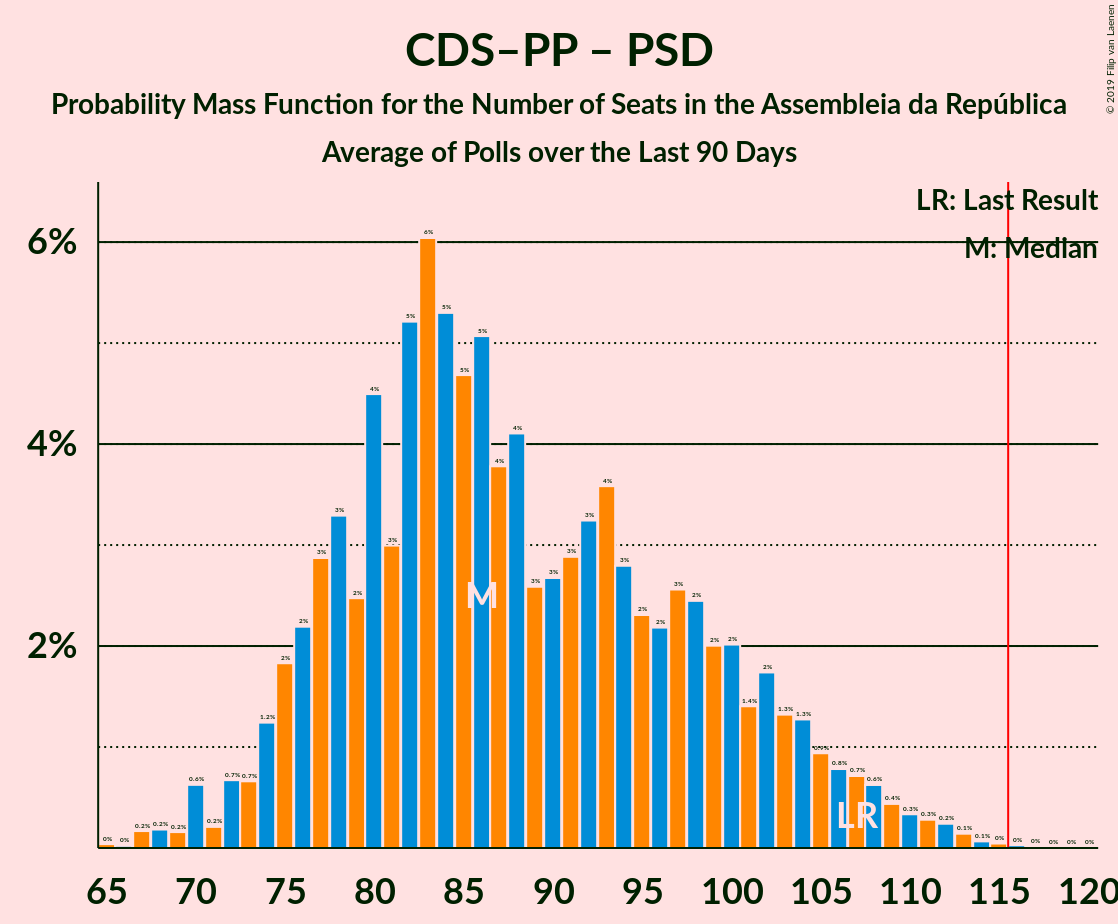 CDS–PP – PSD
Probability Mass Function for the Number of Seats in the Assembleia da República
Average of Polls over the Last 90 Days
© 2019 Filip van Laenen
LR: Last Result
M: Median
6%
4%
2%
0% 0% 0.2% 0.2% 0.2% 0.6% 0.2% 0.7% 0.7% 1.2% 2% 2% 3% 3% 2% 4% 3% 5% 6% 5% 5% 5% 4% 4% 3% 3% 3% 3% 4% 3% 2% 2% 3% 2% 2% 2% 1.4% 2% 1.3% 1.3% 0.9% 0.8% 0.7% 0.6% 0.4% 0.3% 0.3% 0.2% 0.1% 0.1% 0% 0% 0% 0% 0% 0%
M
LR
65 70 75 80 85 90 95 100 105 110 115 120